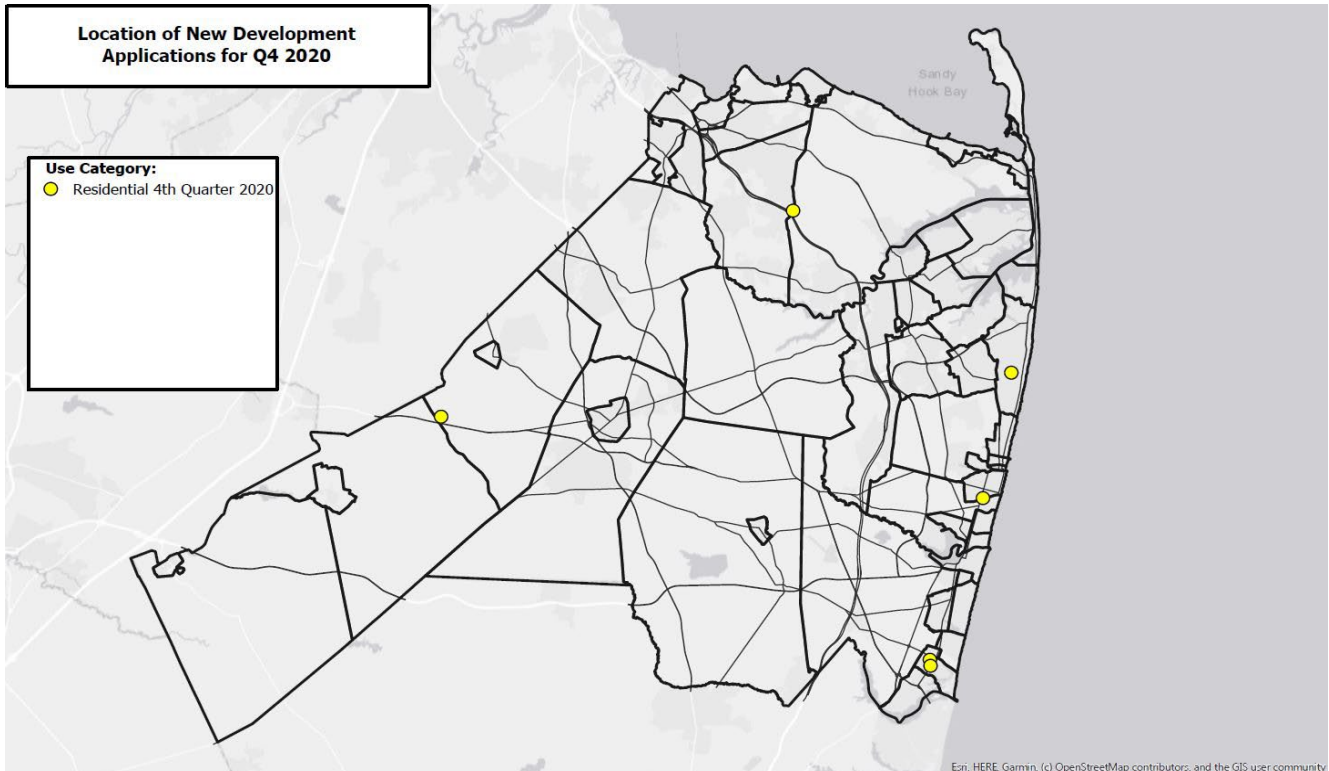 Location of New Development
Applications for Q4 2020
Sandy
Hook Bay
Use Category:
Residential 4th Quarter 2020
Esri, HERE, Garmin, (c) OpenStreetMap contributors, and the GIS user community